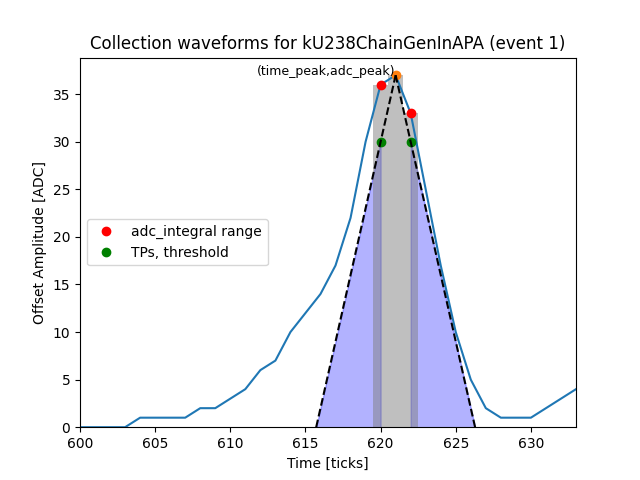 Collection waveforms for kU238ChainGenInAPA (event 1)
(time_peak,adc_peak)
Offset Amplitude [ADC]
35
30
25
20
15
10
5
0
adc_integral range
TPs, threshold
600 605 610 615 620 625 630
Time [ticks]